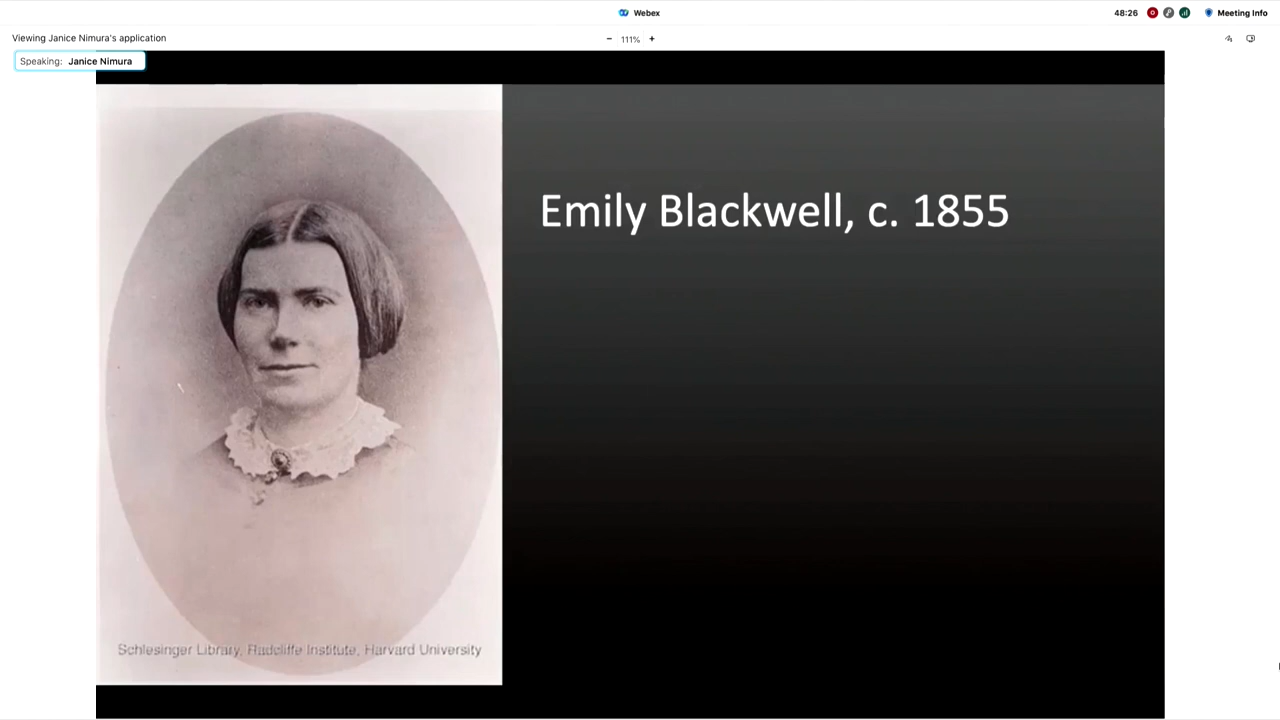 Webex
48:26
Meeting Info
Viewing Janice Nimura's application
− 111% +
Speaking: Janice Nimura
Emily Blackwell, c. 1855
Schlesinger Library, Radcliffe Institute, Harvard University